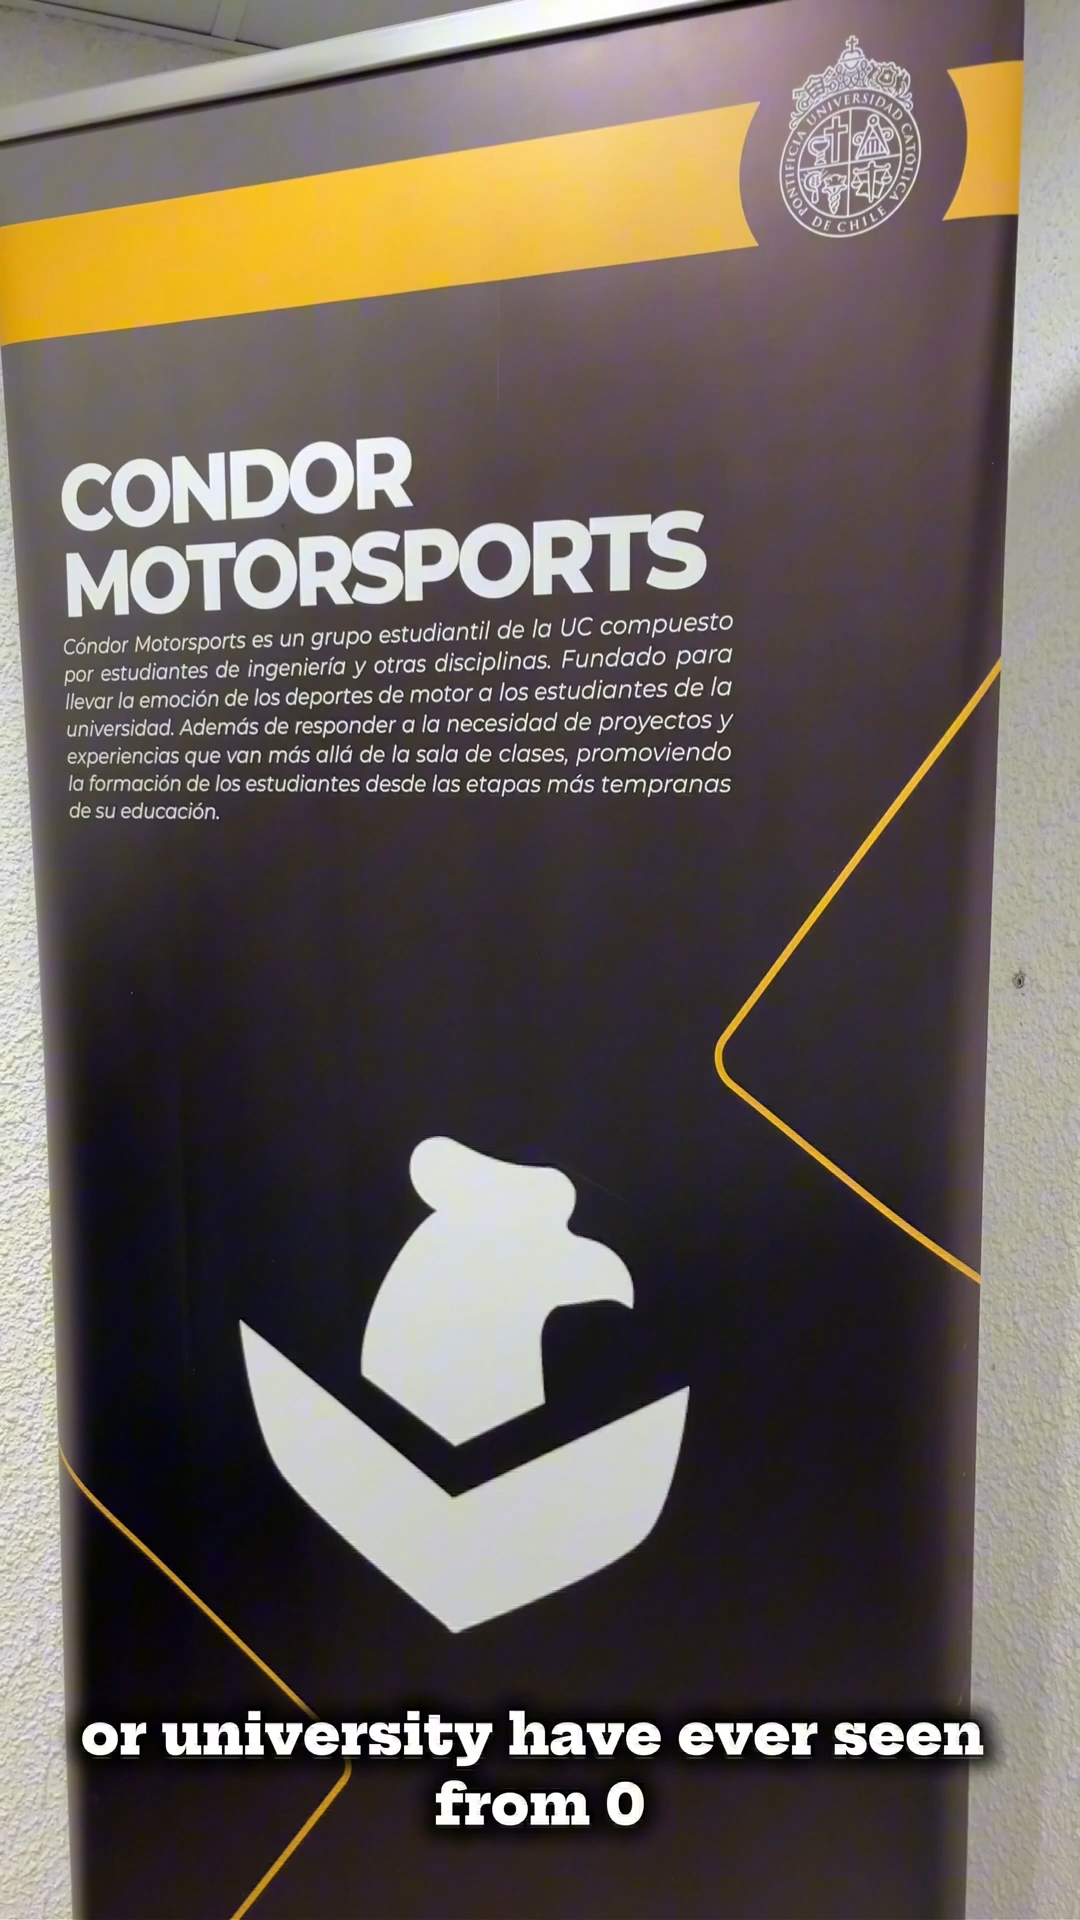 PONTIFICIA UNIVERSIDAD CATOLICA DE CHILE
CONDOR
MOTORSPORTS
Cóndor Motorsports es un grupo estudiantil de la UC compuesto
por estudiantes de ingeniería y otras disciplinas. Fundado para
llevar la emoción de los deportes de motor a los estudiantes de la
universidad. Además de responder a la necesidad de proyectos y
experiencias que van más allá de la sala de clases, promoviendo
la formación de los estudiantes desde las etapas más tempranas
de su educación.
or university have ever seen
from 0